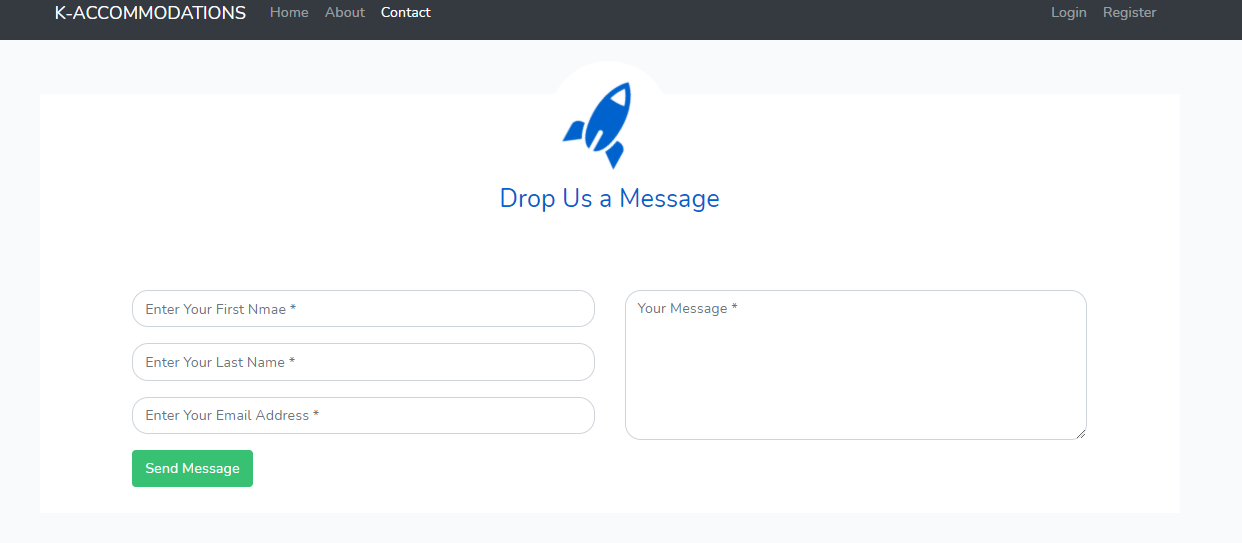 K-ACCOMMODATIONS Home About Contact Login Register
Drop Us a Message
Enter Your First Nmae *
Your Message *
Enter Your Last Name *
Enter Your Email Address *
Send Message